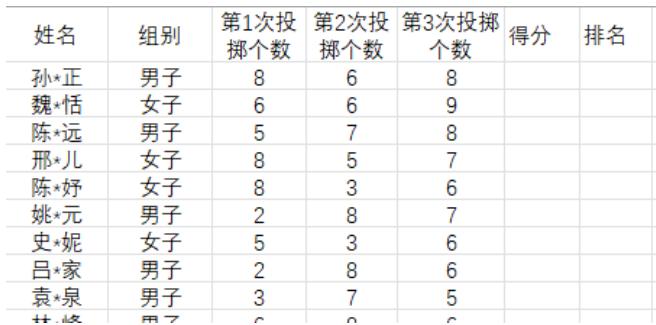 姓名 组别 第1次投掷个数 第2次投掷个数 第3次投掷个数 得分 排名
孙*正 男子 8 6 8
魏*恬 女子 6 6 9
陈*远 男子 5 7 8
邢*儿 女子 8 5 7
陈*妤 女子 8 3 6
姚*元 男子 2 8 7
史*妮 女子 5 3 6
吕*家 男子 2 8 6
袁*泉 男子 3 7 5